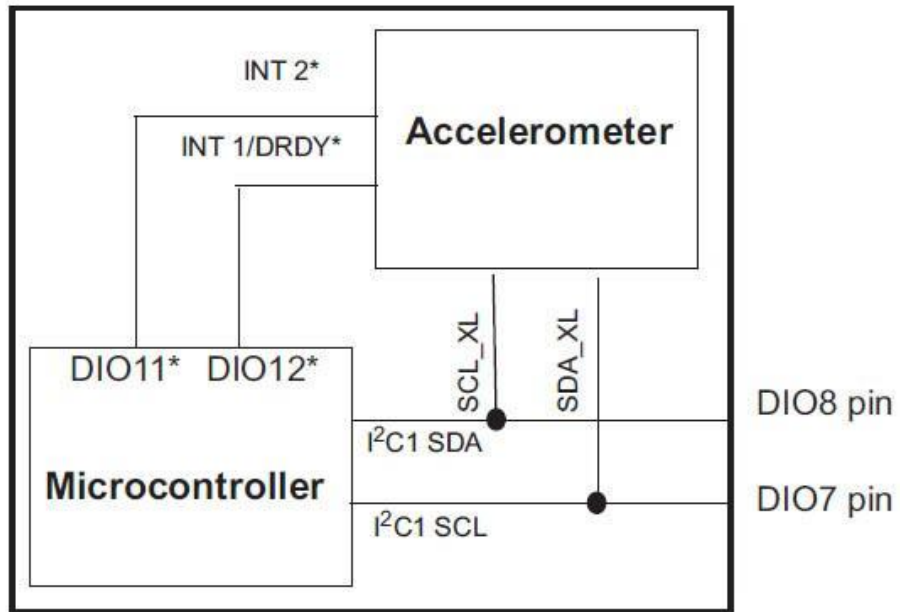 INT 2*
Accelerometer
INT 1/DRDY*
SCL_XL
SDA_XL
DIO11* DIO12*
DIO8 pin
I²C1 SDA
Microcontroller
DIO7 pin
I²C1 SCL